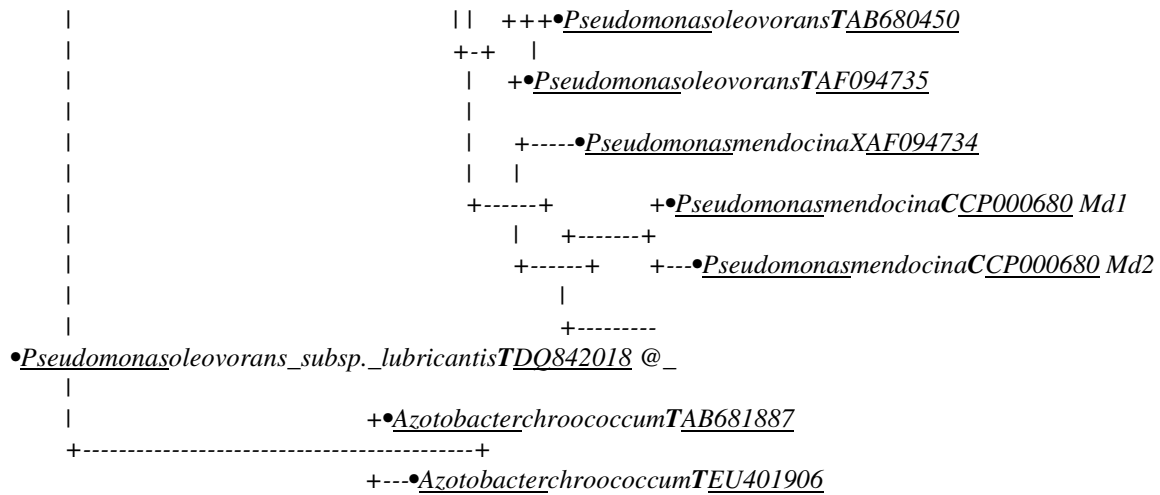 •PseudomonasoleovoransTAB680450
•PseudomonasoleovoransTAF094735
•PseudomonasmendocinaXAF094734
•PseudomonasmendocinaCCP000680 Md1
•PseudomonasmendocinaCCP000680 Md2
•Pseudomonasoleovorans_subsp._lubricantisTDQ842018 @_
•AzotobacterchroococcumTAB681887
•AzotobacterchroococcumTEU401906